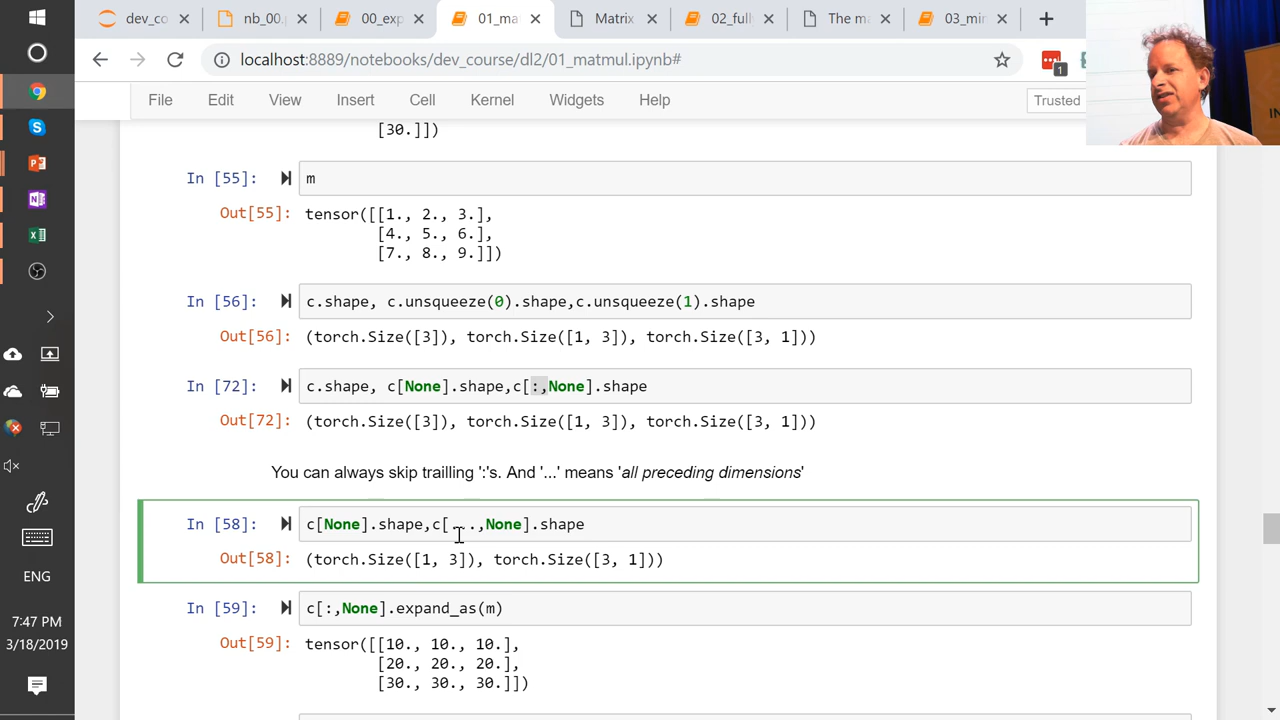 dev_co
nb_00.
00_exp
01_mat
Matrix
02_fully
The ma
03_min
localhost:8889/notebooks/dev_course/dl2/01_matmul.ipynb#
1
File Edit View Insert Cell Kernel Widgets Help
Trusted
IN
[30.]])
In [55]: m
Out[55]: tensor([[1., 2., 3.],
[4., 5., 6.],
[7., 8., 9.]])
In [56]: c.shape, c.unsqueeze(0).shape,c.unsqueeze(1).shape
Out[56]: (torch.Size([3]), torch.Size([1, 3]), torch.Size([3, 1]))
In [72]: c.shape, c[None].shape,c[:,None].shape
Out[72]: (torch.Size([3]), torch.Size([1, 3]), torch.Size([3, 1]))
You can always skip trailling ':'s. And '...' means 'all preceding dimensions'
In [58]: c[None].shape,c[...,None].shape
Out[58]: (torch.Size([1, 3]), torch.Size([3, 1]))
In [59]: c[:,None].expand_as(m)
Out[59]: tensor([[10., 10., 10.],
[20., 20., 20.],
[30., 30., 30.]])
ENG
7:47 PM
3/18/2019